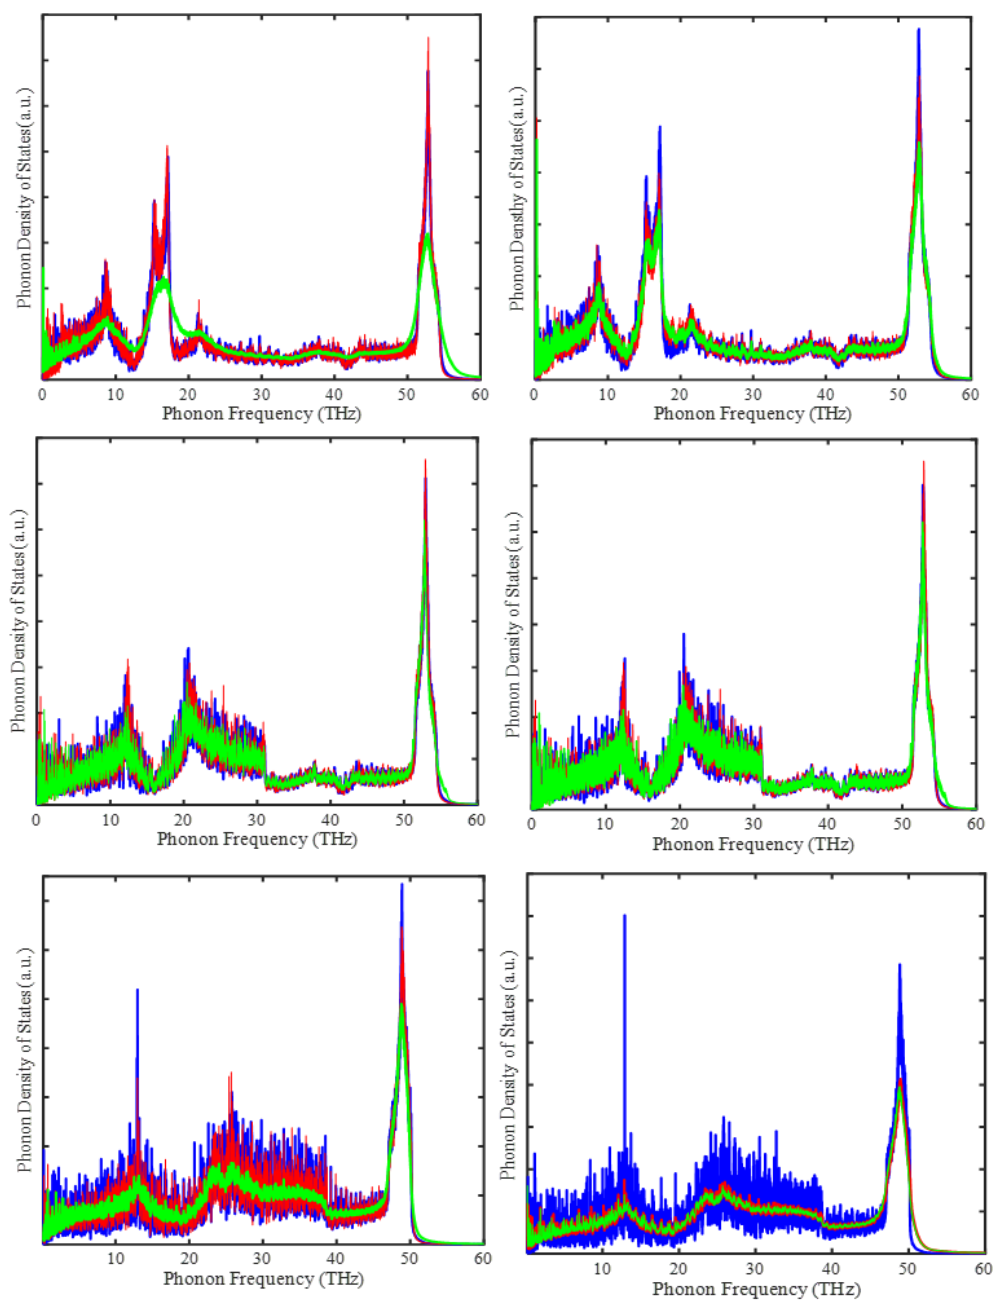 Phonon Density of States(a.u.)
0 10 20 30 40 50 60
Phonon Frequency (THz)
Phonon Densthy of States(a.u.)
0 10 20 30 40 50 60
Phonon Frequency (THz)
Phonon Density of States(a.u.)
0 10 20 30 40 50 60
Phonon Frequency (THz)
Phonon Density of States (a.u.)
0 10 20 30 40 50 60
Phonon Frequency (THz)
Phonon Density of States(a.u.)
10 20 30 40 50 60
Phonon Frequency (THz)
Phonon Density of States (a.u.)
10 20 30 40 50 60
Phonon Frequency (THz)